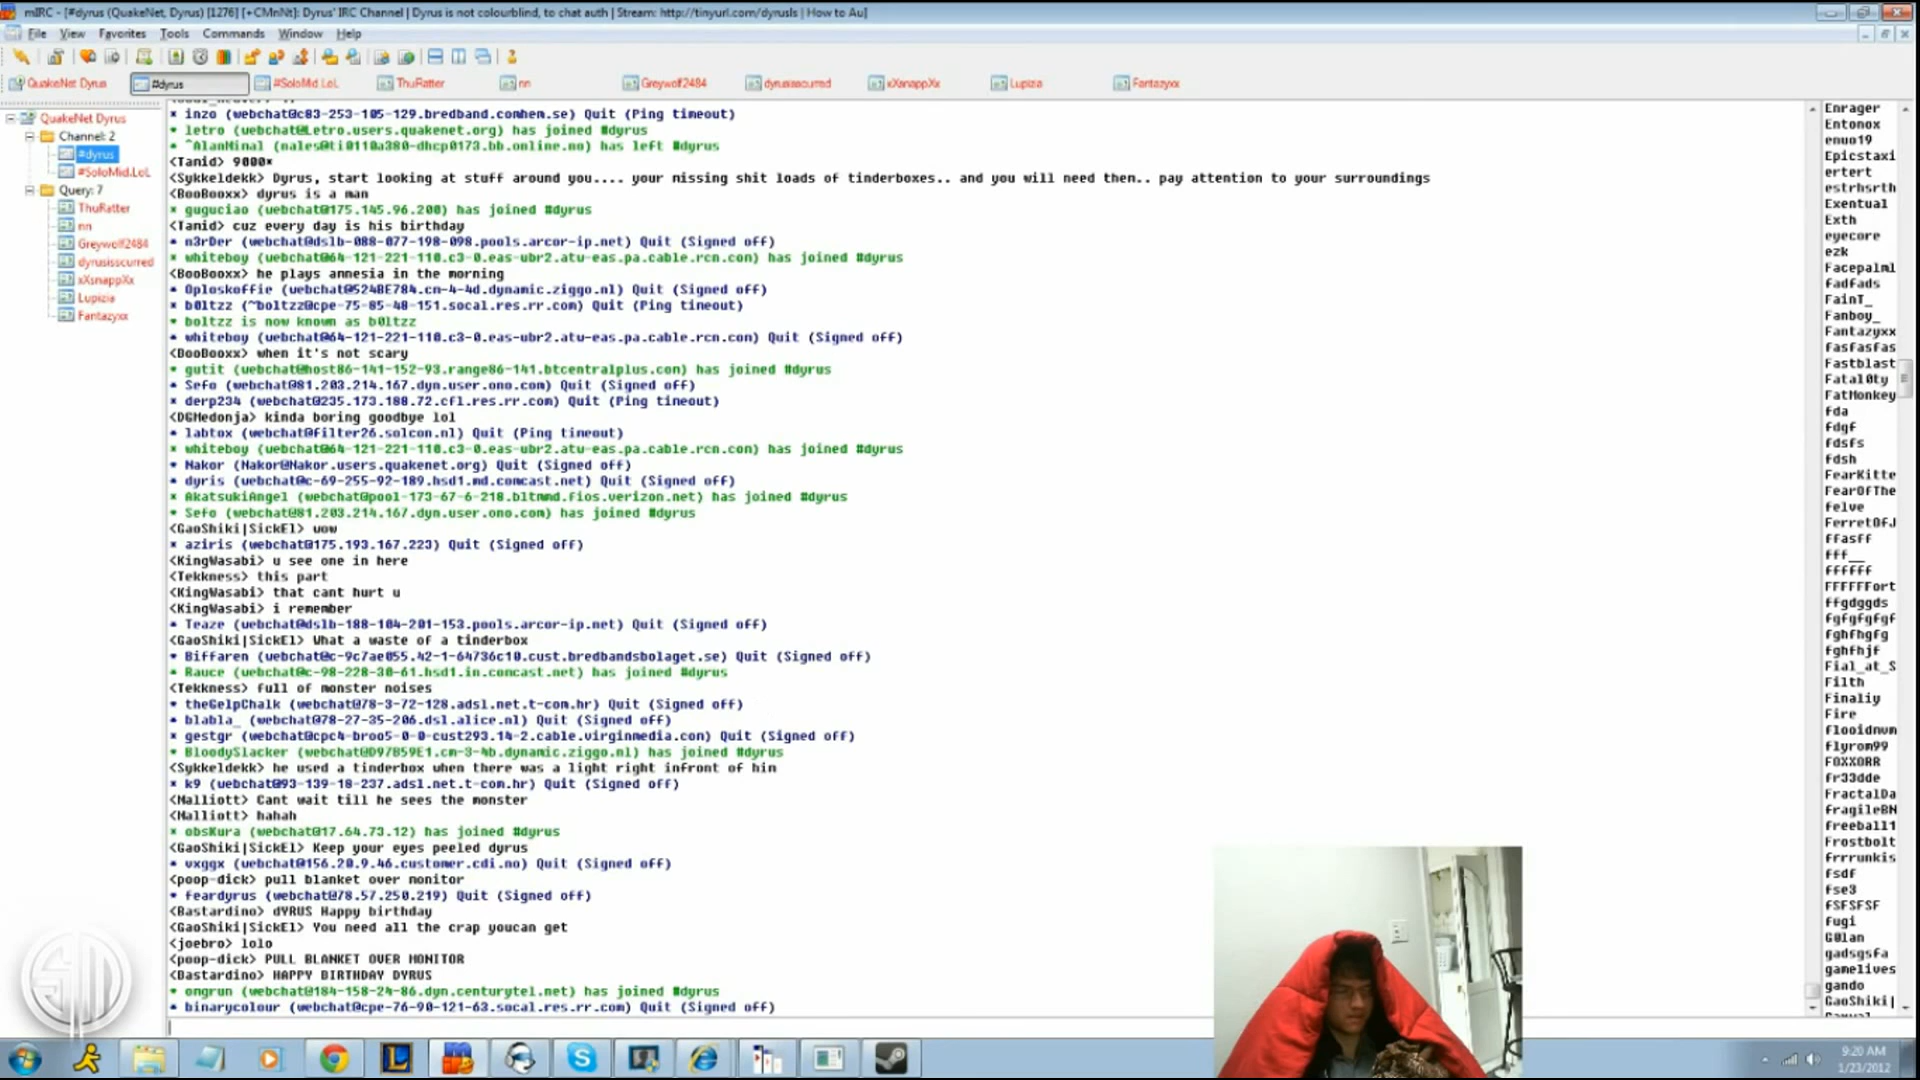 mIRC - [#dyrus (QuakeNet, Dyrus) [1276] [+CMnNt]: Dyrus' IRC Channel | Dyrus is not colourblind, to chat auth | Stream: http://tinyurl.com/dyrusls | How to Au]
File View Favorites Tools Commands Window Help
QuakeNet Dyrus #dyrus #SoloMid.LoL ThuRatter nn Greywolf2484 dyrusisscurred xXsnappXx Lupizia Fantazyxx
QuakeNet Dyrus
Channel: 2
#dyrus
#SoloMid.LoL
Query: 7
ThuRatter
nn
Greywolf2484
dyrusisscurred
xXsnappXx
Lupizia
Fantazyxx
* inzo (webchat@c83-253-105-129.bredband.comhem.se) Quit (Ping timeout)
* letro (webchat@Letro.users.quakenet.org) has joined #dyrus
* ^AlanMinal (nales@ti0110a380-dhcp0173.bb.online.no) has left #dyrus
<Tanid> 9000*
<Sykkeldekk> Dyrus, start looking at stuff around you.... your missing shit loads of tinderboxes.. and you will need them.. pay attention to your surroundings
<BooBooxx> dyrus is a man
* guguciao (webchat@175.145.96.208) has joined #dyrus
<Tanid> cuz every day is his birthday
* n3rDer (webchat@dslb-088-077-198-098.pools.arcor-ip.net) Quit (Signed off)
* whiteboy (webchat@64-121-221-110.c3-0.eas-ubr2.atu-eas.pa.cable.rcn.com) has joined #dyrus
<BooBooxx> he plays amnesia in the morning
* Oploskoffie (webchat@524BE784.cm-4-4d.dynamic.ziggo.nl) Quit (Signed off)
* b0ltzz (~boltzz@cpe-75-85-48-151.socal.res.rr.com) Quit (Ping timeout)
* boltzz is now known as b0ltzz
* whiteboy (webchat@64-121-221-110.c3-0.eas-ubr2.atu-eas.pa.cable.rcn.com) Quit (Signed off)
<BooBooxx> when it's not scary
* gutit (webchat@host86-141-152-93.range86-141.btcentralplus.com) has joined #dyrus
* Sefo (webchat@81.203.214.167.dyn.user.ono.com) Quit (Signed off)
* derp234 (webchat@235.173.188.72.cfl.res.rr.com) Quit (Ping timeout)
<DGMedonja> kinda boring goodbye lol
* labtox (webchat@filter26.solcon.nl) Quit (Ping timeout)
* whiteboy (webchat@64-121-221-110.c3-0.eas-ubr2.atu-eas.pa.cable.rcn.com) has joined #dyrus
* Nakor (Nakor@Nakor.users.quakenet.org) Quit (Signed off)
* dyris (webchat@c-69-255-92-189.hsd1.md.comcast.net) Quit (Signed off)
* AkatsukiAngel (webchat@pool-173-67-6-218.bltmmd.fios.verizon.net) has joined #dyrus
* Sefo (webchat@81.203.214.167.dyn.user.ono.com) has joined #dyrus
<GaoShiki|SickEl> wow
* aziris (webchat@175.193.167.223) Quit (Signed off)
<KingWasabi> u see one in here
<Tekkness> this part
<KingWasabi> that cant hurt u
<KingWasabi> i remember
* Teaze (webchat@dslb-188-104-201-153.pools.arcor-ip.net) Quit (Signed off)
<GaoShiki|SickEl> What a waste of a tinderbox
* Biffaren (webchat@c-9c7ae055.42-1-64736c10.cust.bredbandsbolaget.se) Quit (Signed off)
* Rauce (webchat@c-98-228-30-61.hsd1.in.comcast.net) has joined #dyrus
<Tekkness> full of monster noises
* theGelpChalk (webchat@78-3-72-128.adsl.net.t-com.hr) Quit (Signed off)
* blabla_ (webchat@78-27-35-206.dsl.alice.nl) Quit (Signed off)
* gestgr (webchat@cpc4-broo5-0-0-cust293.14-2.cable.virginmedia.com) Quit (Signed off)
* BloodySlacker (webchat@D97B59E1.cm-3-4b.dynamic.ziggo.nl) has joined #dyrus
<Sykkeldekk> he used a tinderbox when there was a light right infront of him
* k9 (webchat@93-139-18-237.adsl.net.t-com.hr) Quit (Signed off)
<Malliott> Cant wait till he sees the monster
<Malliott> hahah
* obsKura (webchat@17.64.73.12) has joined #dyrus
<GaoShiki|SickEl> Keep your eyes peeled dyrus
* vxggx (webchat@156.20.9.46.customer.cdi.no) Quit (Signed off)
<poop-dick> pull blanket over monitor
* feardyrus (webchat@78.57.250.219) Quit (Signed off)
<Bastardino> dYRUS Happy birthday
<GaoShiki|SickEl> You need all the crap youcan get
<joebro> lolo
<poop-dick> PULL BLANKET OVER MONITOR
<Bastardino> HAPPY BIRTHDAY DYRUS
* ongrun (webchat@184-158-24-86.dyn.centurytel.net) has joined #dyrus
* binarycolour (webchat@cpe-76-90-121-63.socal.res.rr.com) Quit (Signed off)
Enrager
Entonox
enuo19
Epicstaxi
ertert
estrhsrth
Exentual
Exth
eyecore
ezk
Facepalml
fadfads
FainT_
Fanboy_
Fantazyxx
fasfasfas
Fastblast
Fatal0ty
FatMonkey
fda
fdgf
fdsfs
fdsh
FearKitte
FearOfThe
felve
FerretOfJ
ffasff
fff__
ffffff
FFFFFFort
ffgdggds
fgfgfgfgf
fghfhgfg
fghfhjf
Fial_at_S
Filth
Finaliy
Fire
flooidnwm
flyrom99
FOXXORR
fr33dde
FractalDa
fragileBN
freeball1
Frostbolt
frrrunkis
fsdf
fse3
fSFSFSF
fugi
G0lan
gadsgsfa
gamelives
gando
GaoShiki|
9:20 AM
1/23/2012